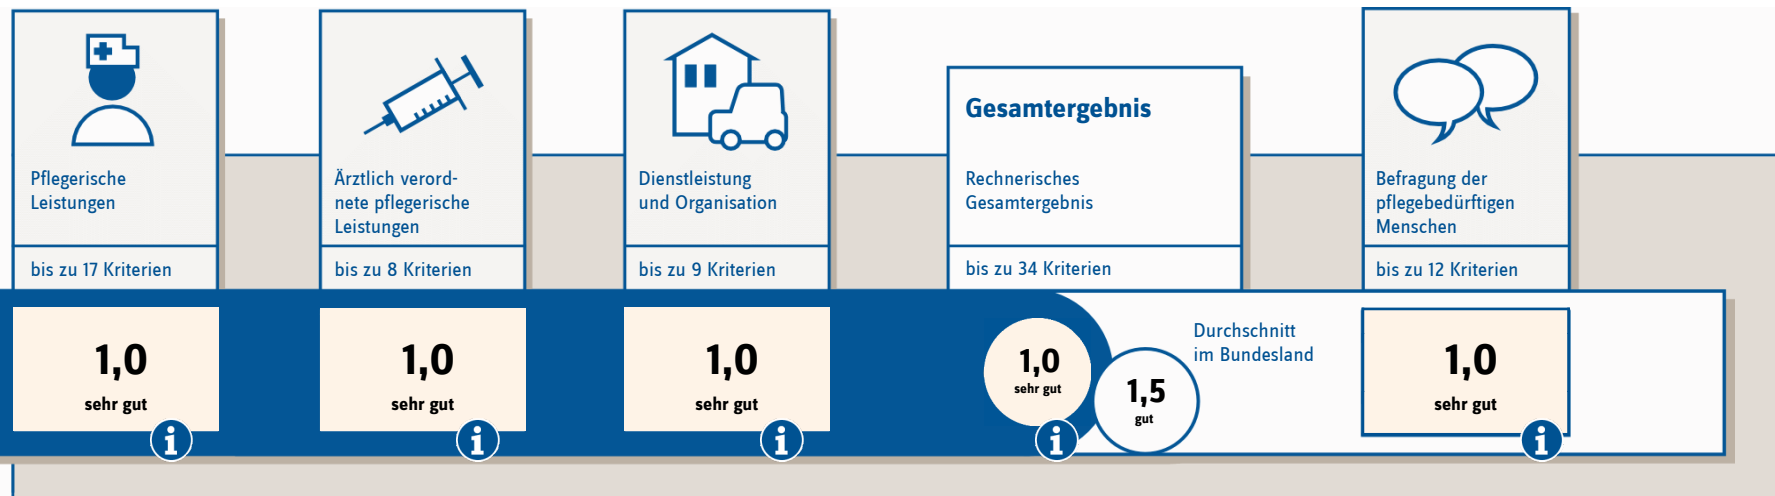 Pflegerische
Leistungen
bis zu 17 Kriterien
1,0
sehr gut
i
Ärztlich verord-
nete pflegerische
Leistungen
bis zu 8 Kriterien
1,0
sehr gut
i
Dienstleistung
und Organisation
bis zu 9 Kriterien
1,0
sehr gut
i
Gesamtergebnis
Rechnerisches
Gesamtergebnis
bis zu 34 Kriterien
1,0
sehr gut
i
1,5
gut
Durchschnitt
im Bundesland
Befragung der
pflegebedürftigen
Menschen
bis zu 12 Kriterien
1,0
sehr gut
i